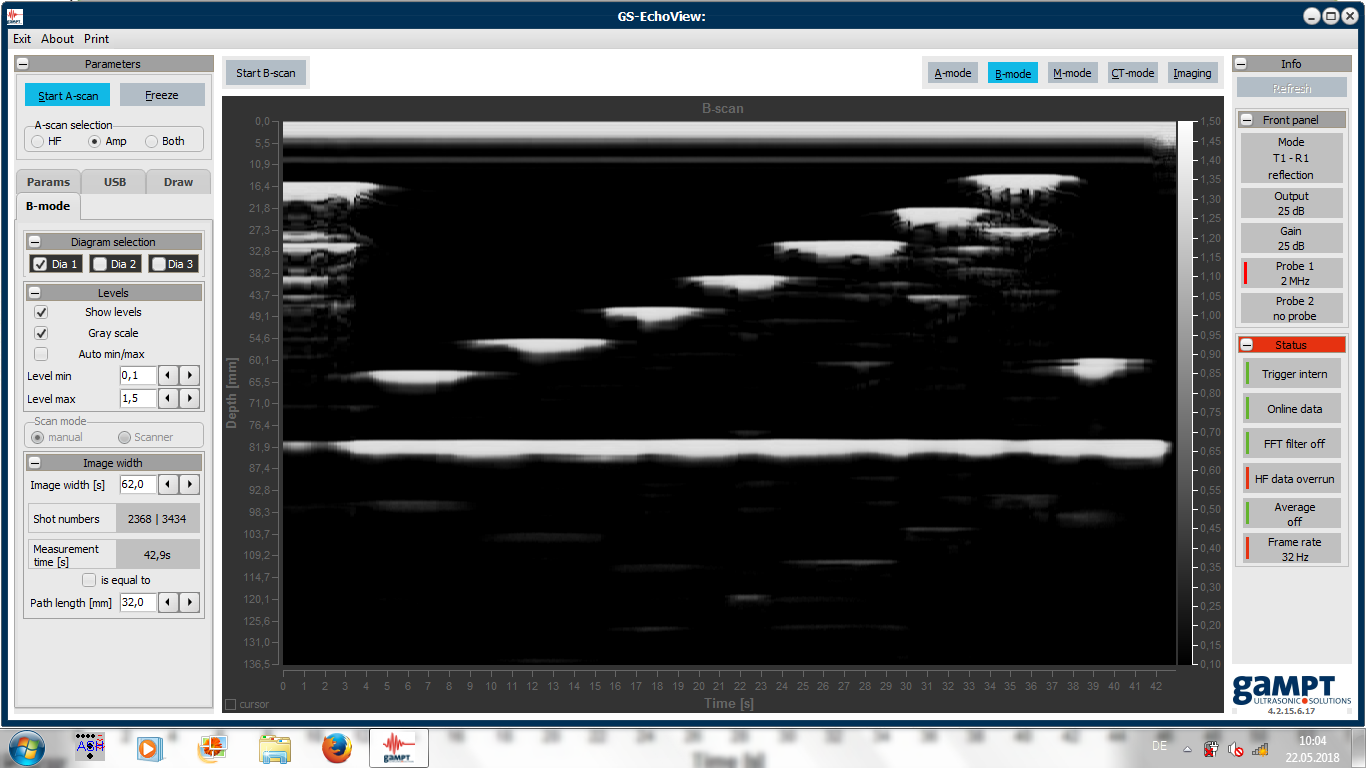 GS-EchoView:
Exit About Print
Parameters
Start A-scan Freeze
A-scan selection
HF Amp Both
Params USB Draw
B-mode
Diagram selection
Dia 1 Dia 2 Dia 3
Levels
Show levels
Gray scale
Auto min/max
Level min 0,1
Level max 1,5
Scan mode
manual Scanner
Image width
Image width [s] 62,0
Shot numbers 2368 | 3434
Measurement
time [s] 42,9s
is equal to
Path length [mm] 32,0
Start B-scan
A-mode B-mode M-mode CT-mode Imaging
B-scan
Depth [mm]
0,0
5,5
10,9
16,4
21,8
27,3
32,8
38,2
43,7
49,1
54,6
60,1
65,5
71,0
76,4
81,9
87,4
92,8
98,3
103,7
109,2
114,7
120,1
125,6
131,0
136,5
1,50
1,45
1,40
1,35
1,30
1,25
1,20
1,15
1,10
1,05
1,00
0,95
0,90
0,85
0,80
0,75
0,70
0,65
0,60
0,55
0,50
0,45
0,40
0,35
0,30
0,25
0,20
0,15
0,10
0 1 2 3 4 5 6 7 8 9 10 11 12 13 14 15 16 17 18 19 20 21 22 23 24 25 26 27 28 29 30 31 32 33 34 35 36 37 38 39 40 41 42
cursor
Time [s]
Info
Refresh
Front panel
Mode
T1 - R1
reflection
Output
25 dB
Gain
25 dB
Probe 1
2 MHz
Probe 2
no probe
Status
Trigger intern
Online data
FFT filter off
HF data overrun
Average
off
Frame rate
32 Hz
gAMPT
ULTRASONIC SOLUTIONS
4.2.15.6.17
gAMPT
DE
10:04
22.05.2018